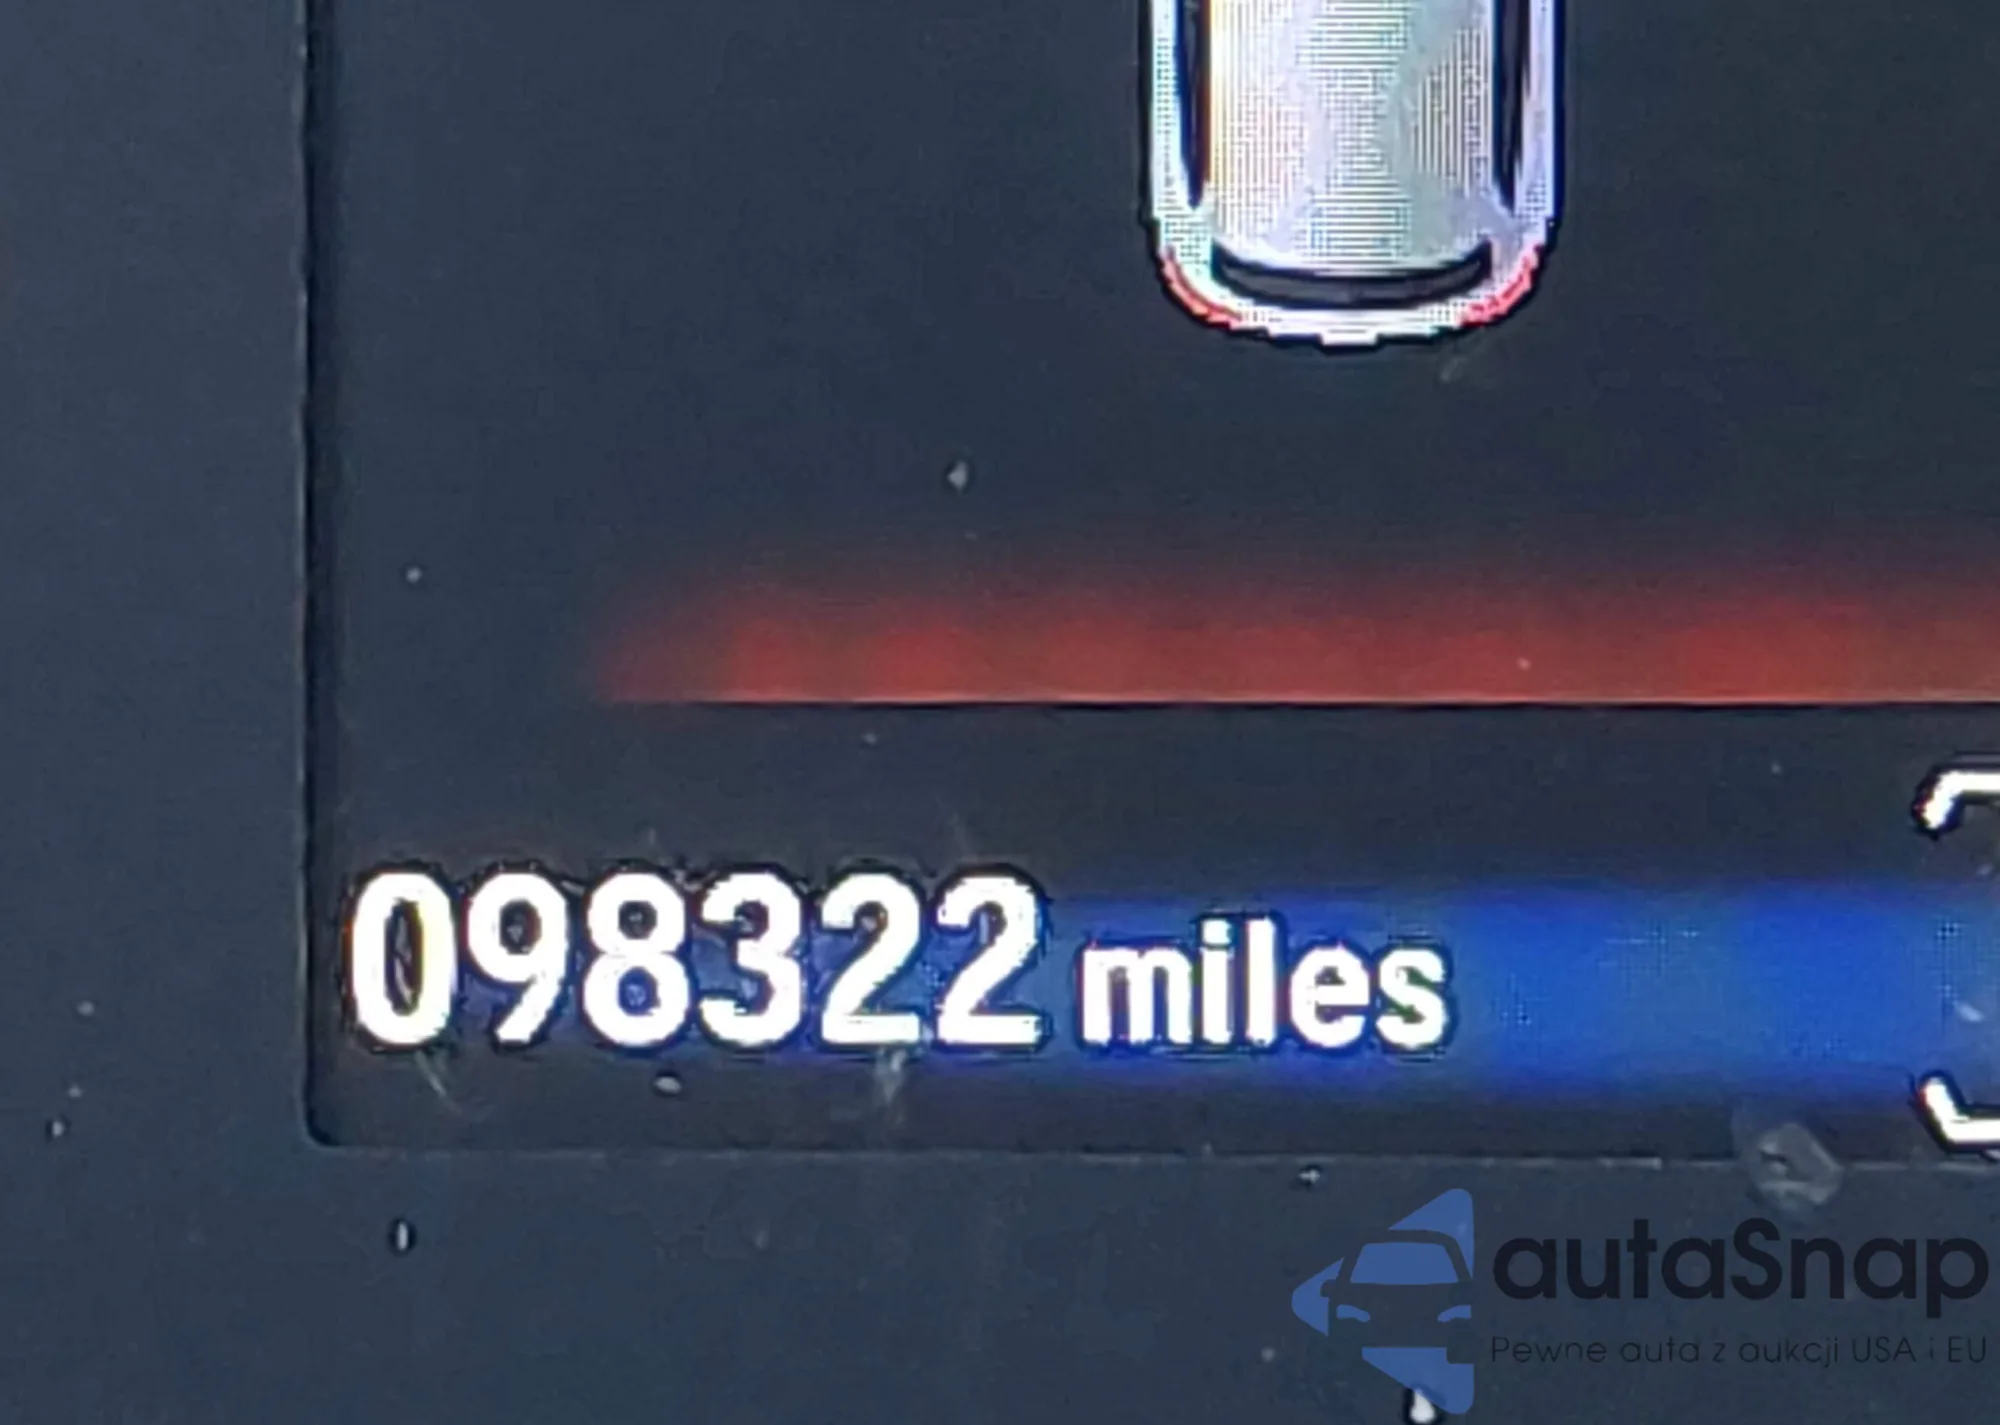 098322 miles
autaSnap
Pewne auta z aukcji USA i EU